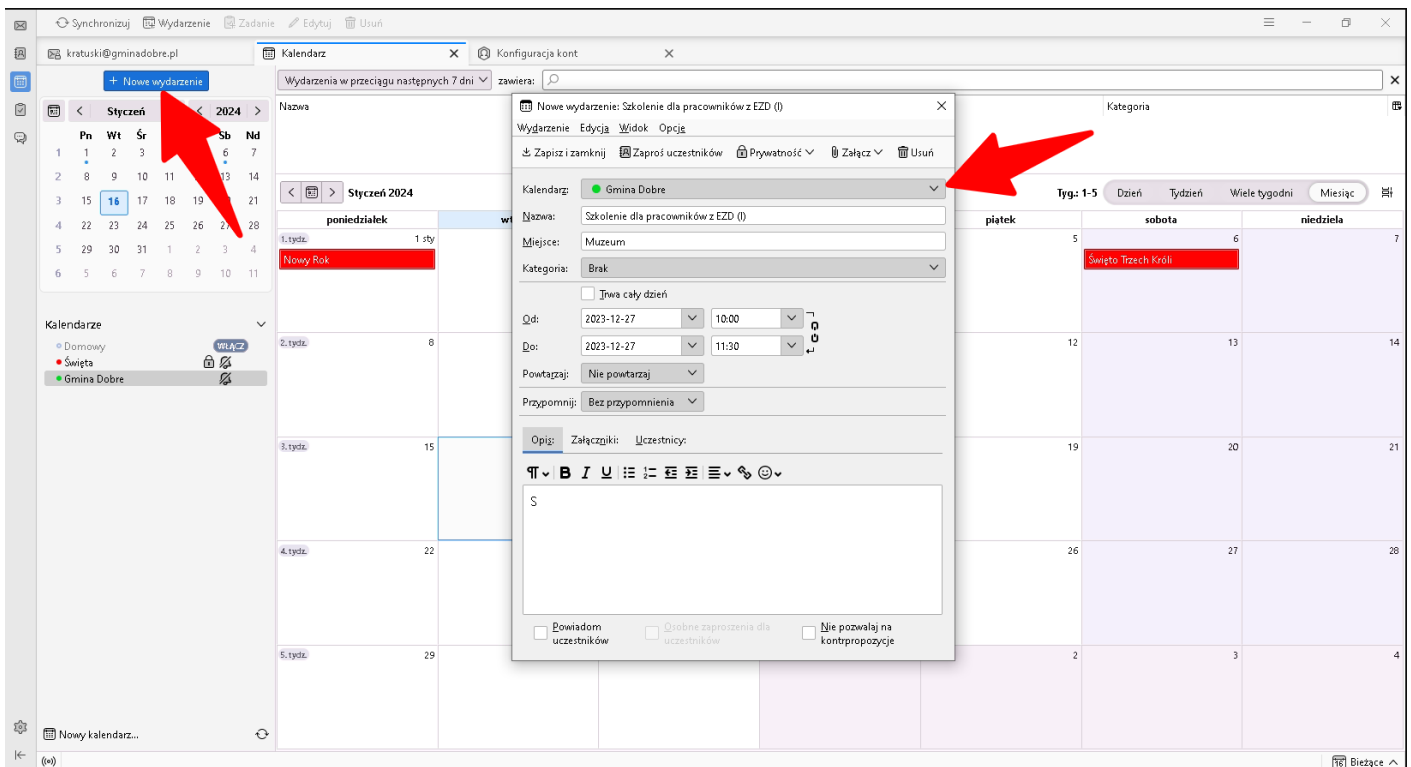 Synchronizuj Wydarzenie Zadanie Edytuj Usuń
kratuski@gminadobre.pl Kalendarz Konfiguracja kont
+ Nowe wydarzenie
Wydarzenia w przeciągu następnych 7 dni zawiera:
Styczeń 2024
Pn Wt Śr Sb Nd
1 1 2 3 6 7
2 8 9 10 11 13 14
3 15 16 17 18 19 21
4 22 23 24 25 26 27 28
5 29 30 31 1 2 3 4
6 5 6 7 8 9 10 11
Kalendarze
Domowy WŁĄCZ
Święta
Gmina Dobre
Nowy kalendarz...
Nazwa Kategoria
Styczeń 2024 Tyg.: 1-5 Dzień Tydzień Wiele tygodni Miesiąc
poniedziałek piątek sobota niedziela
1. tydz. 1 sty 5 6 7
Nowy Rok Święto Trzech Króli
2. tydz. 8 12 13 14
3. tydz. 15 19 20 21
4. tydz. 22 26 27 28
5. tydz. 29 2 3 4
Nowe wydarzenie: Szkolenie dla pracowników z EZD (I)
Wydarzenie Edycja Widok Opcje
Zapisz i zamknij Zaproś uczestników Prywatność Załącz Usuń
Kalendarz: Gmina Dobre
Nazwa: Szkolenie dla pracowników z EZD (I)
Miejsce: Muzeum
Kategoria: Brak
Trwa cały dzień
Od: 2023-12-27 10:00
Do: 2023-12-27 11:30
Powtarzaj: Nie powtarzaj
Przypomnij: Bez przypomnienia
Opis: Załączniki: Uczestnicy:
S
Powiadom uczestników
Osobne zaproszenia dla uczestników
Nie pozwalaj na kontrpropozycje
16 Bieżące